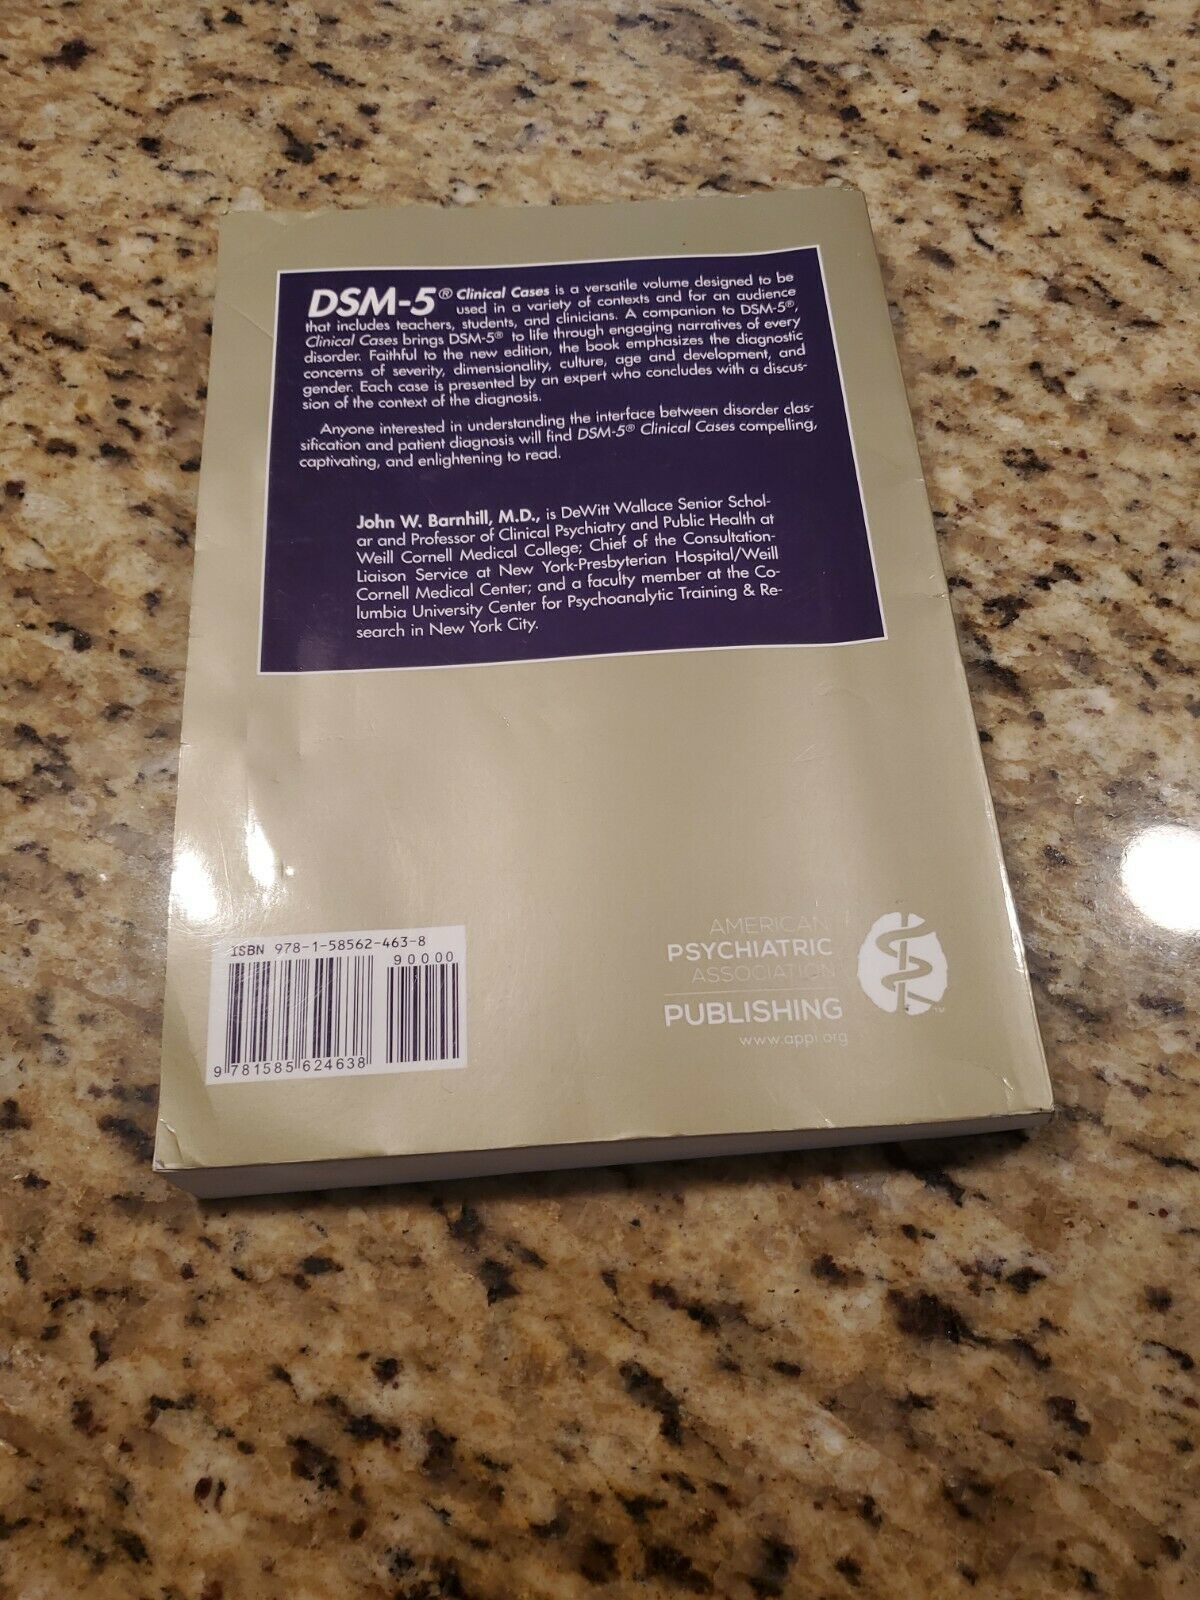 DSM-5® Clinical Cases is a versatile volume designed to be
used in a variety of contexts and for an audience
that includes teachers, students, and clinicians. A companion to DSM-5®,
Clinical Cases brings DSM-5® to life through engaging narratives of every
disorder. Faithful to the new edition, the book emphasizes the diagnostic
concerns of severity, dimensionality, culture, age and development, and
gender. Each case is presented by an expert who concludes with a discus-
sion of the context of the diagnosis.
Anyone interested in understanding the interface between disorder clas-
sification and patient diagnosis will find DSM-5® Clinical Cases compelling,
captivating, and enlightening to read.
John W. Barnhill, M.D., is DeWitt Wallace Senior Schol-
ar and Professor of Clinical Psychiatry and Public Health at
Weill Cornell Medical College; Chief of the Consultation-
Liaison Service at New York-Presbyterian Hospital/Weill
Cornell Medical Center; and a faculty member at the Co-
lumbia University Center for Psychoanalytic Training & Re-
search in New York City.
ISBN 978-1-58562-463-8
90000
9 781585 624638
AMERICAN
PSYCHIATRIC
ASSOCIATION
PUBLISHING
www.appi.org
TM